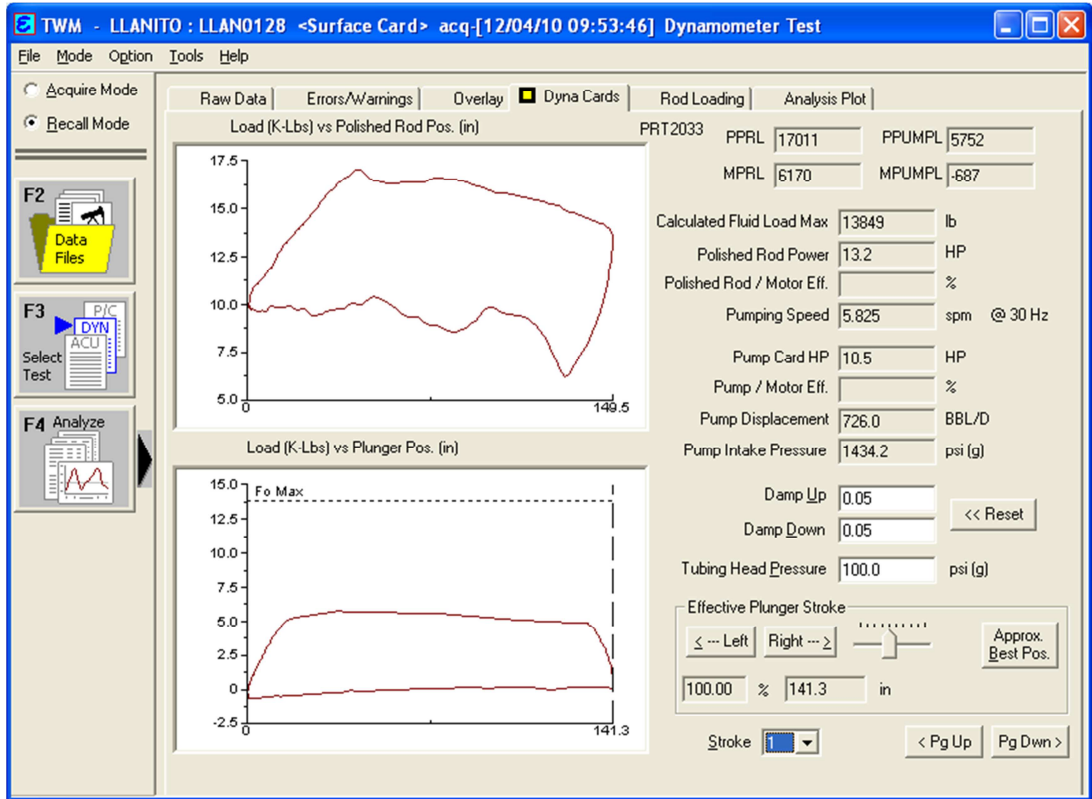 TWM - LLANITO : LLAN0128 <Surface Card> acq-[12/04/10 09:53:46] Dynamometer Test
File Mode Option Tools Help
Acquire Mode
Recall Mode
F2
Data
Files
F3
P/C
DYN
ACU
Select
Test
F4 Analyze
Raw Data Errors/Warnings Overlay Dyna Cards Rod Loading Analysis Plot
Load (K-Lbs) vs Polished Rod Pos. (in)
17.5
15.0
12.5
10.0
7.5
5.0
0 149.5
Load (K-Lbs) vs Plunger Pos. (in)
15.0
Fo Max
12.5
10.0
7.5
5.0
2.5
0
-2.5
0 141.3
PRT2033 PPRL 17011 PPUMPL 5752
MPRL 6170 MPUMPL -687
Calculated Fluid Load Max 13849 lb
Polished Rod Power 13.2 HP
Polished Rod / Motor Eff. %
Pumping Speed 5.825 spm @ 30 Hz
Pump Card HP 10.5 HP
Pump / Motor Eff. %
Pump Displacement 726.0 BBL/D
Pump Intake Pressure 1434.2 psi (g)
Damp Up 0.05
<< Reset
Damp Down 0.05
Tubing Head Pressure 100.0 psi (g)
Effective Plunger Stroke
< --- Left Right --- >
Approx.
Best Pos.
100.00 % 141.3 in
Stroke 1 < Pg Up Pg Dwn >